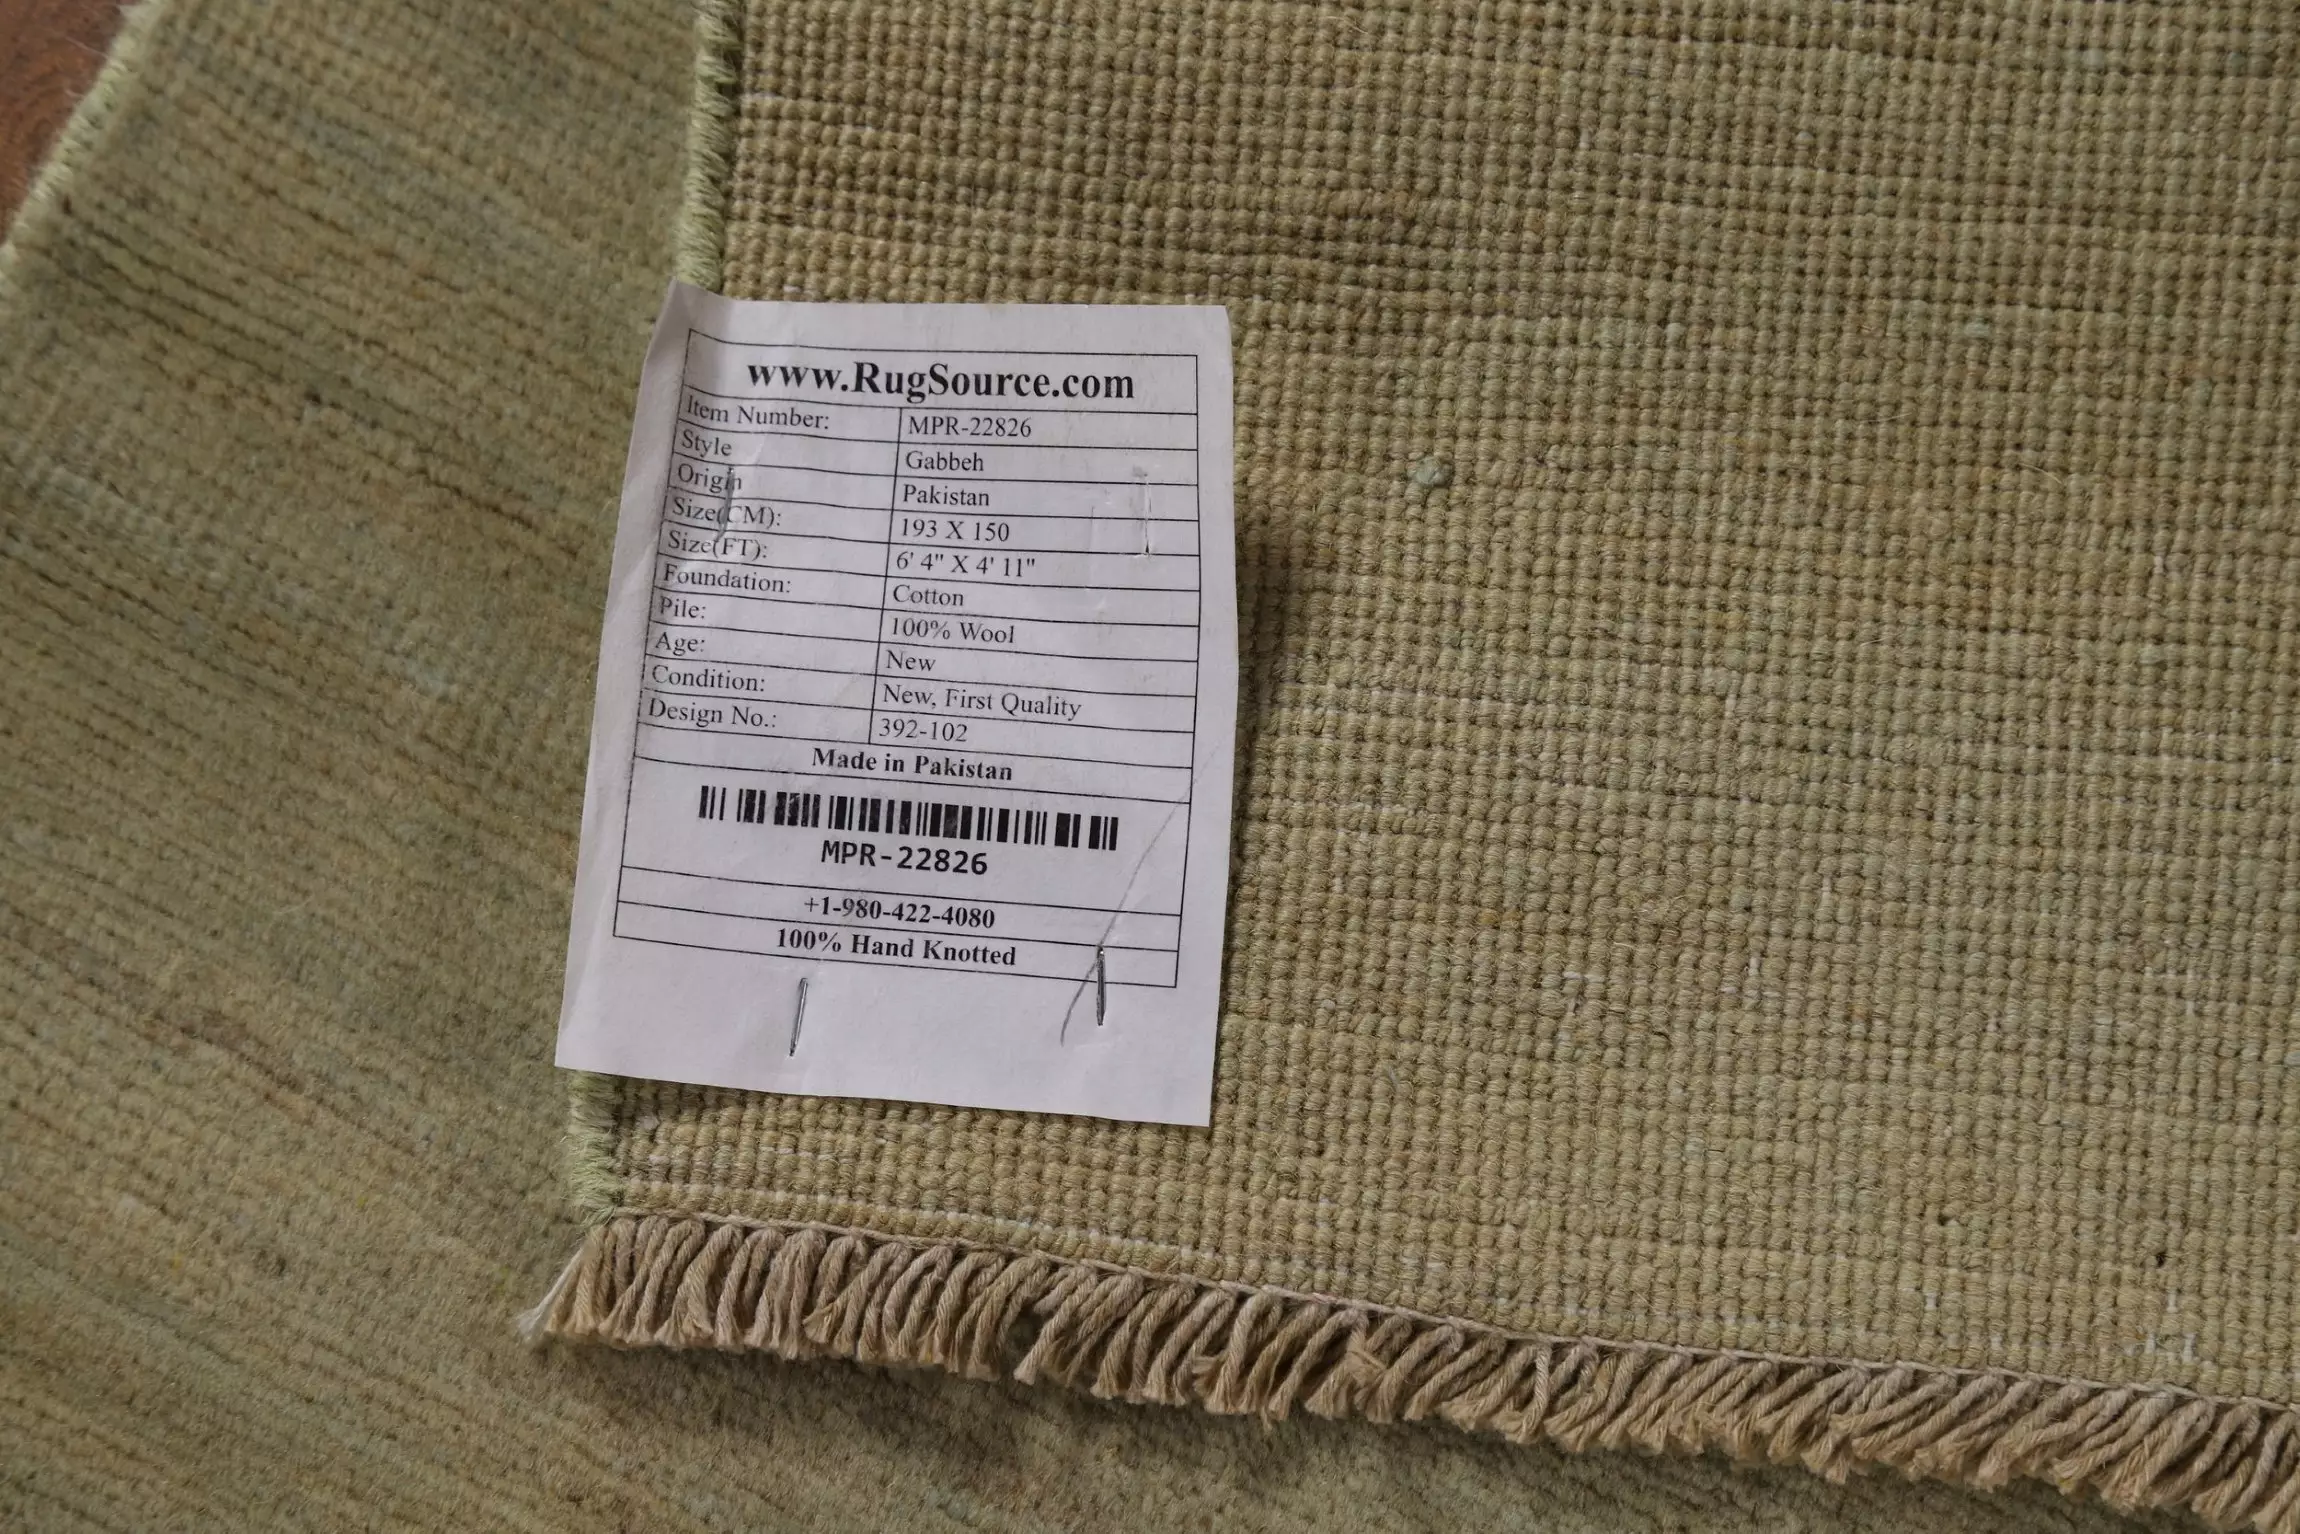 www.RugSource.com
Item Number: MPR-22826
Style Gabbeh
Origin Pakistan
Size(CM): 193 X 150
Size(FT): 6' 4" X 4' 11"
Foundation: Cotton
Pile: 100% Wool
Age: New
Condition: New, First Quality
Design No.: 392-102
Made in Pakistan
MPR-22826
+1-980-422-4080
100% Hand Knotted